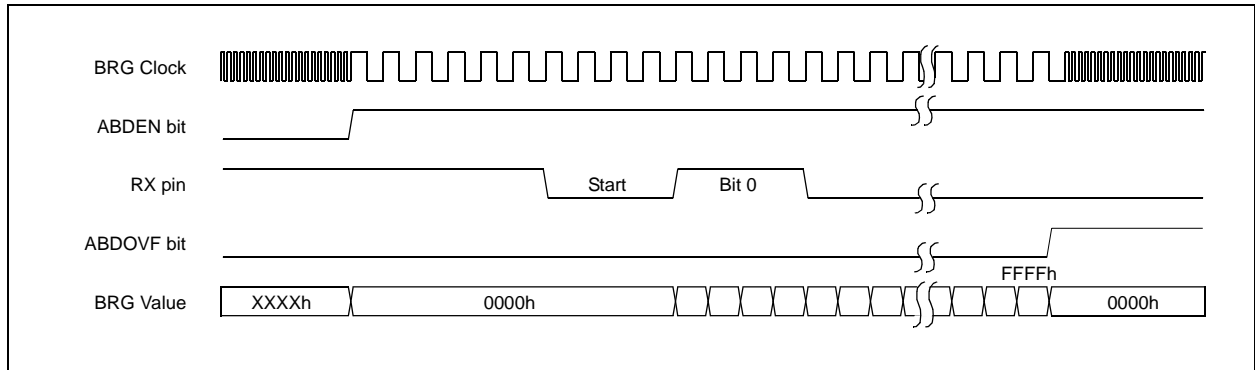 BRG Clock
ABDEN bit
RX pin
Start
Bit 0
ABDOVF bit
FFFFh
BRG Value
XXXXh
0000h
0000h